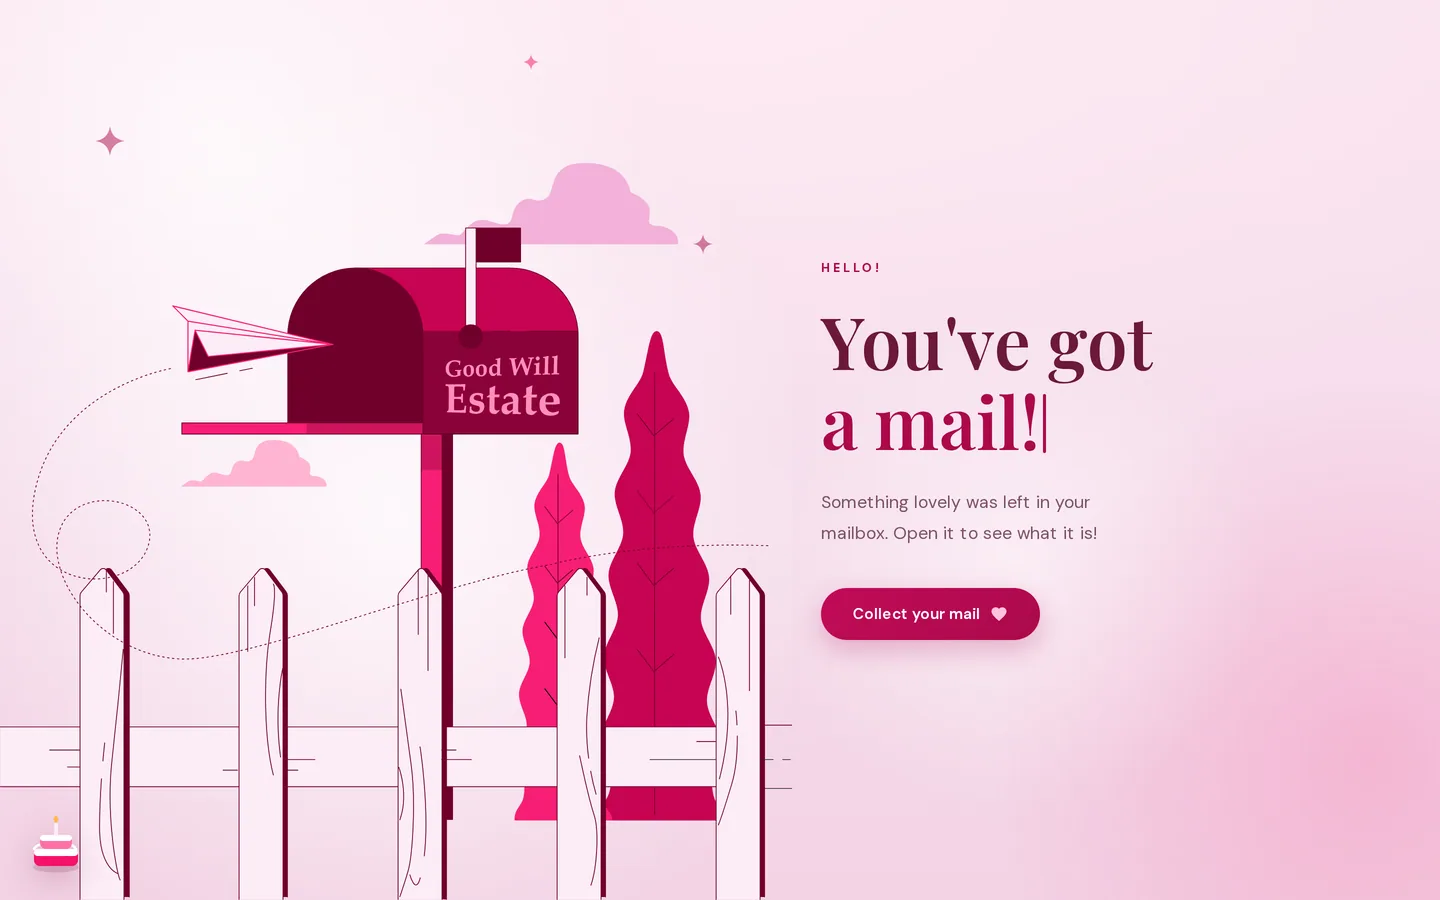 Good Will
Estate
HELLO!
You've got
a mail!
Something lovely was left in your
mailbox. Open it to see what it is!
Collect your mail